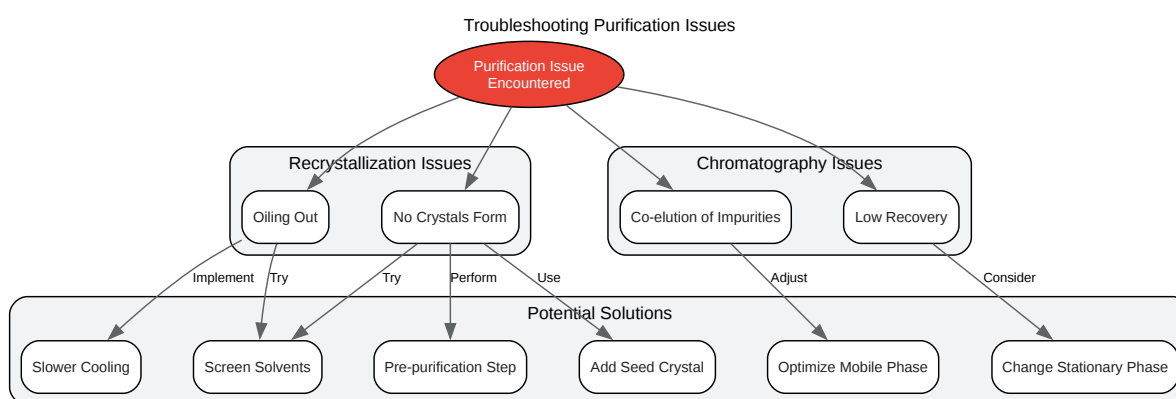 Troubleshooting Purification Issues
Purification Issue
Encountered
Recrystallization Issues
Chromatography Issues
Oiling Out
No Crystals Form
Co-elution of Impurities
Low Recovery
Implement
Try
Try
Perform
Use
Adjust
Consider
Potential Solutions
Slower Cooling
Screen Solvents
Pre-purification Step
Add Seed Crystal
Optimize Mobile Phase
Change Stationary Phase